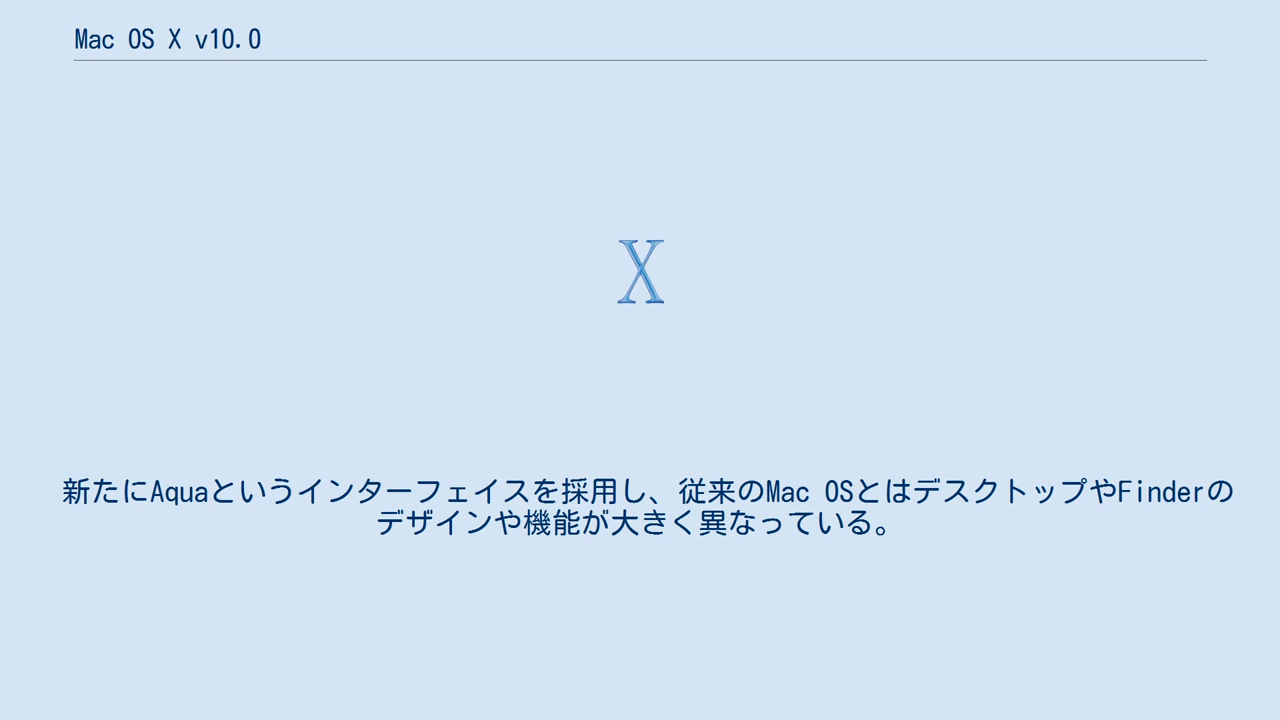 Mac OS X v10.0
X
新たにAquaというインターフェイスを採用し、従来のMac OSとはデスクトップやFinderの
デザインや機能が大きく異なっている。